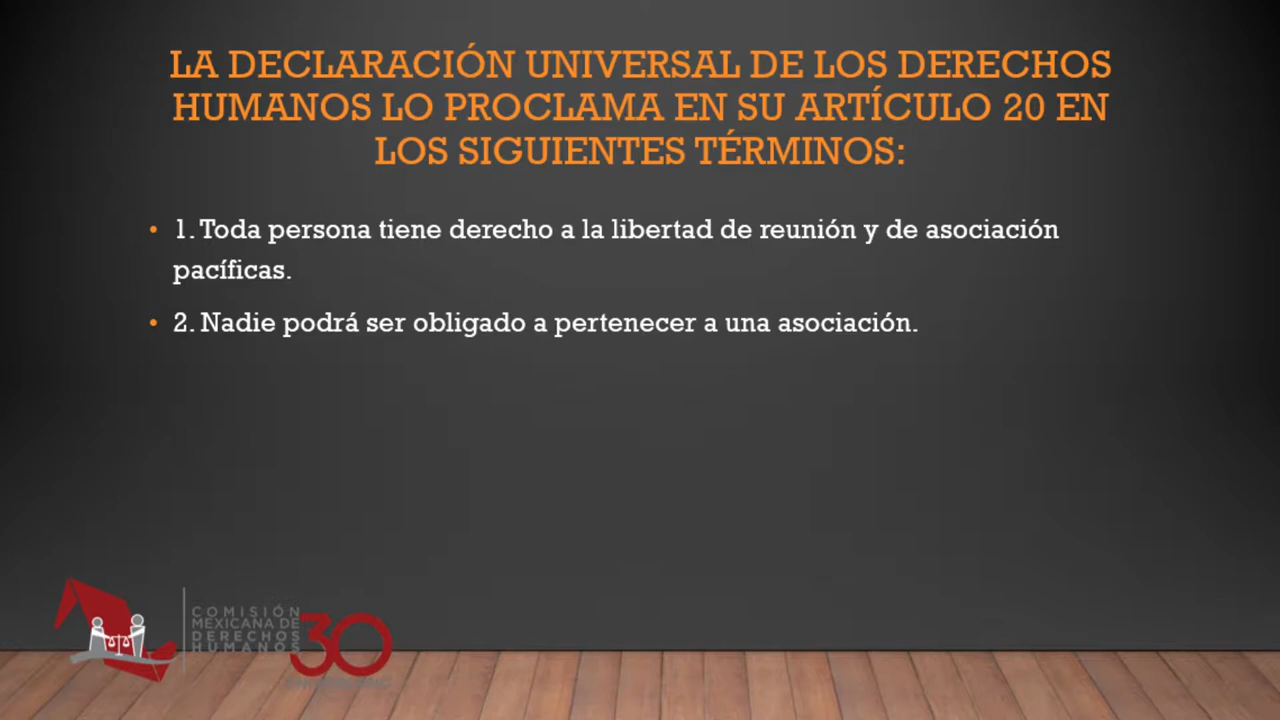 LA DECLARACIÓN UNIVERSAL DE LOS DERECHOS
HUMANOS LO PROCLAMA EN SU ARTÍCULO 20 EN
LOS SIGUIENTES TÉRMINOS:
• 1. Toda persona tiene derecho a la libertad de reunión y de asociación
pacíficas.
• 2. Nadie podrá ser obligado a pertenecer a una asociación.
COMISIÓN
MEXICANA DE
DERECHOS
HUMANOS
30